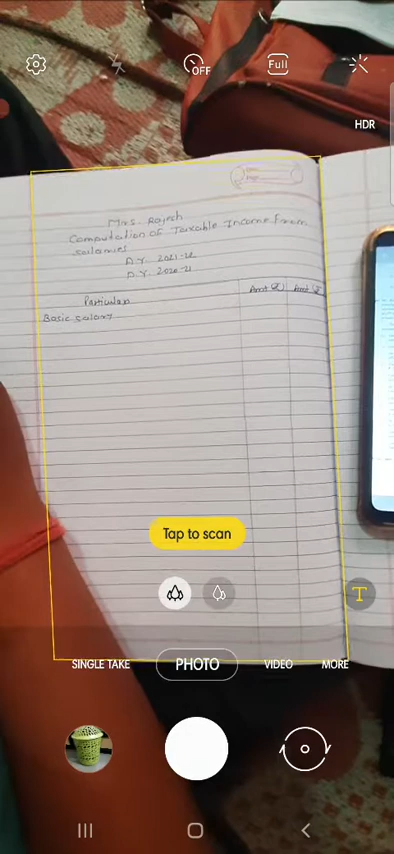 OFF
Full
HDR
Mrs. Rajesh
Computation Of Taxable Income from
salaries
A.Y. 2021-22
P.Y. 2020-21
Particular
Amt ₹ Amt ₹
Basic salary
Tap to scan
T
SINGLE TAKE
PHOTO
VIDEO
MORE